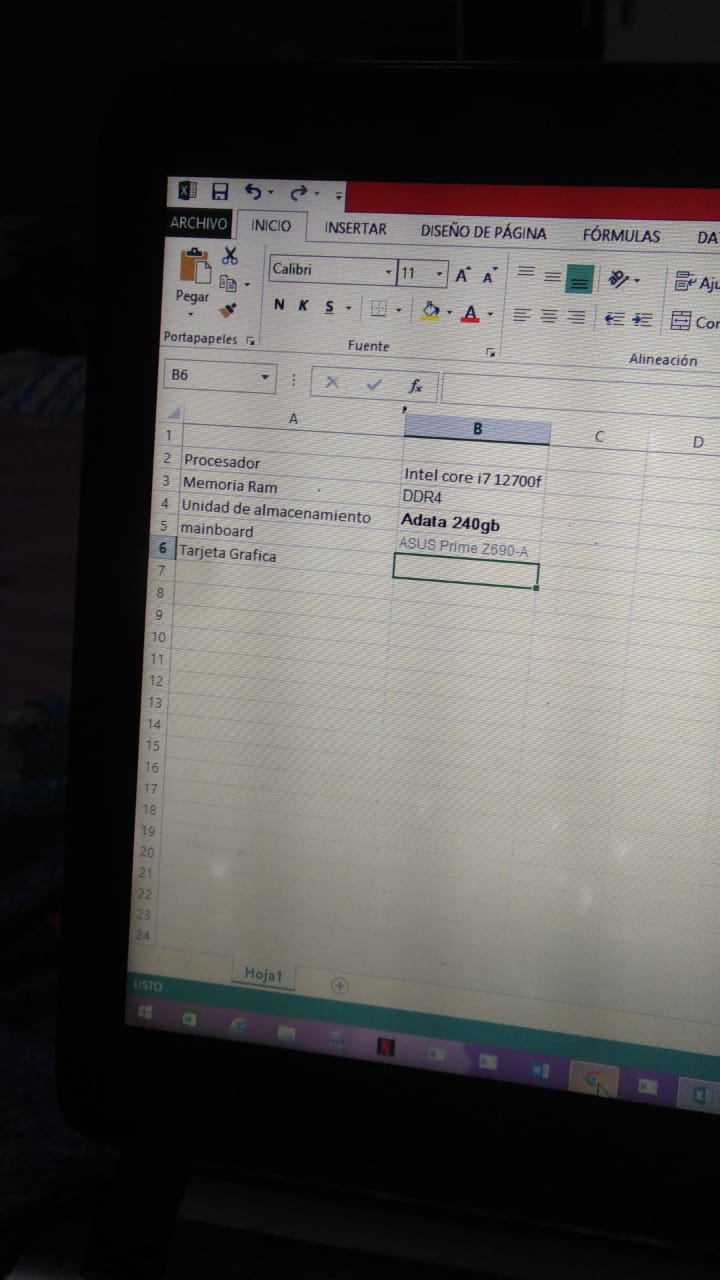 ARCHIVO INICIO INSERTAR DISEÑO DE PÁGINA FÓRMULAS DA
Calibri 11
Pegar
N K S
Portapapeles Fuente Alineación
Aju
Cor
B6 fx
A B C D
1
2 Procesador Intel core i7 12700f
3 Memoria Ram DDR4
4 Unidad de almacenamiento Adata 240gb
5 mainboard ASUS Prime Z690-A
6 Tarjeta Grafica
7
8
9
10
11
12
13
14
15
16
17
18
19
20
21
22
23
24
Hoja1
LISTO